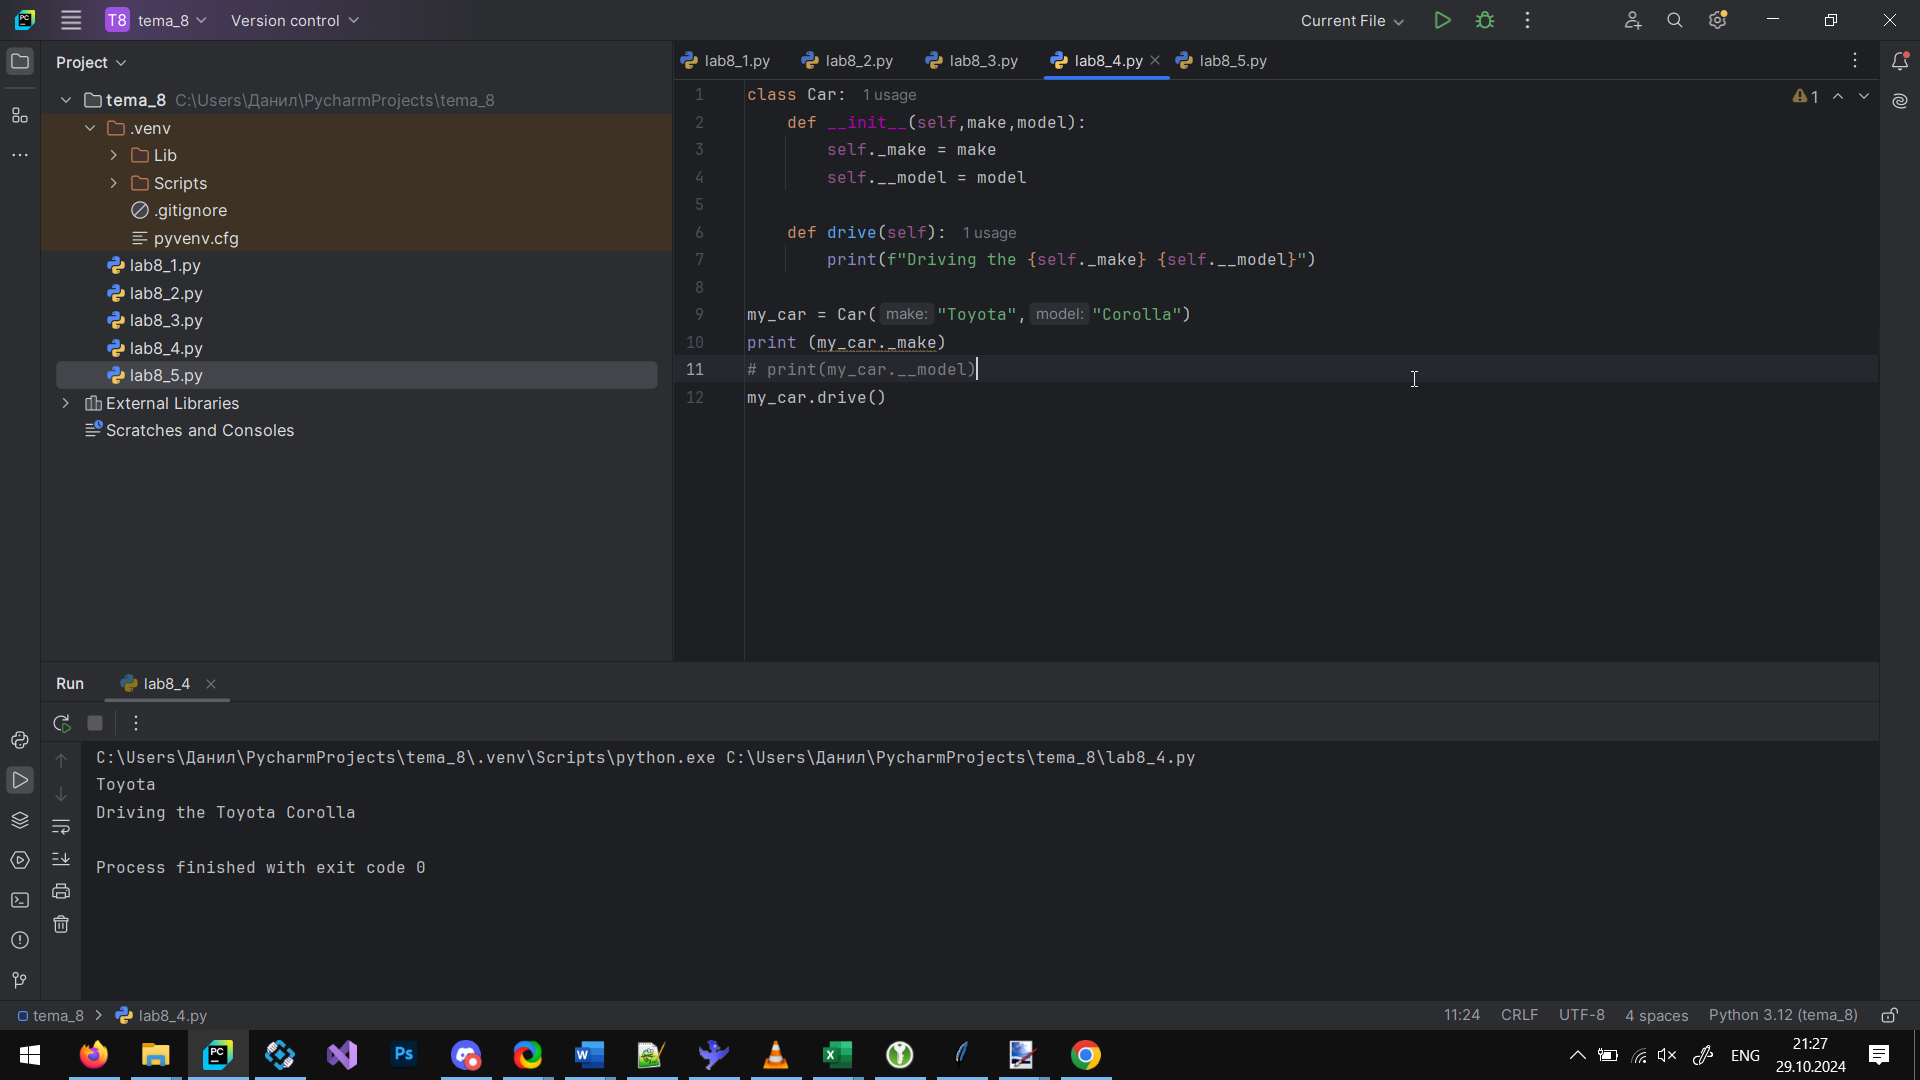 PC T8 tema_8 Version control Current File
Project
tema_8 C:\Users\Данил\PycharmProjects\tema_8
.venv
Lib
Scripts
.gitignore
pyvenv.cfg
lab8_1.py
lab8_2.py
lab8_3.py
lab8_4.py
lab8_5.py
External Libraries
Scratches and Consoles
lab8_1.py lab8_2.py lab8_3.py lab8_4.py lab8_5.py
1 class Car: 1 usage
2 def __init__(self,make,model):
3 self._make = make
4 self.__model = model
5
6 def drive(self): 1 usage
7 print(f"Driving the {self._make} {self.__model}")
8
9 my_car = Car( make: "Toyota", model: "Corolla")
10 print (my_car._make)
11 # print(my_car.__model)
12 my_car.drive()
1
Run lab8_4
C:\Users\Данил\PycharmProjects\tema_8\.venv\Scripts\python.exe C:\Users\Данил\PycharmProjects\tema_8\lab8_4.py
Toyota
Driving the Toyota Corolla
Process finished with exit code 0
tema_8 lab8_4.py
11:24 CRLF UTF-8 4 spaces Python 3.12 (tema_8)
PC Ps W X ENG
21:27
29.10.2024